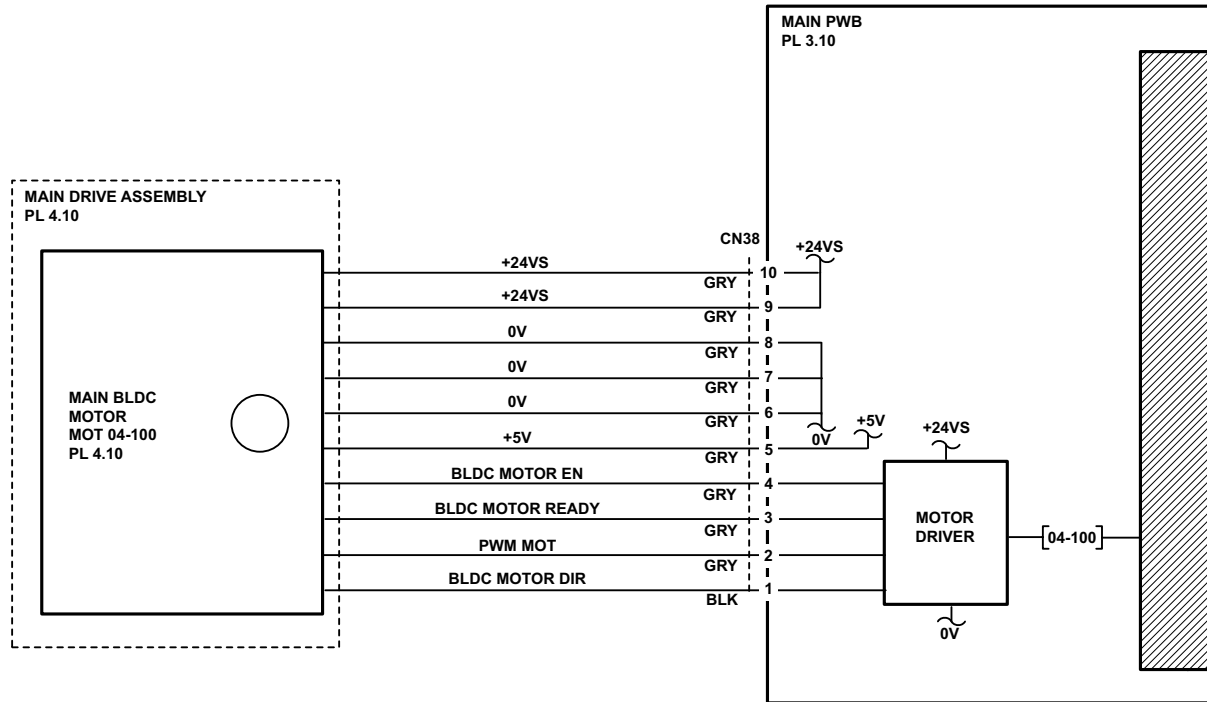 MAIN PWB
PL 3.10
MAIN DRIVE ASSEMBLY
PL 4.10
MAIN BLDC
MOTOR
MOT 04-100
PL 4.10
CN38
+24VS
+24VS
GRY
10
+24VS
GRY
9
0V
GRY
8
0V
GRY
7
0V
GRY
6
0V
+5V
GRY
5
+5V
BLDC MOTOR EN
GRY
4
BLDC MOTOR READY
GRY
3
PWM MOT
GRY
2
BLDC MOTOR DIR
BLK
1
+24VS
MOTOR
DRIVER
0V
04-100